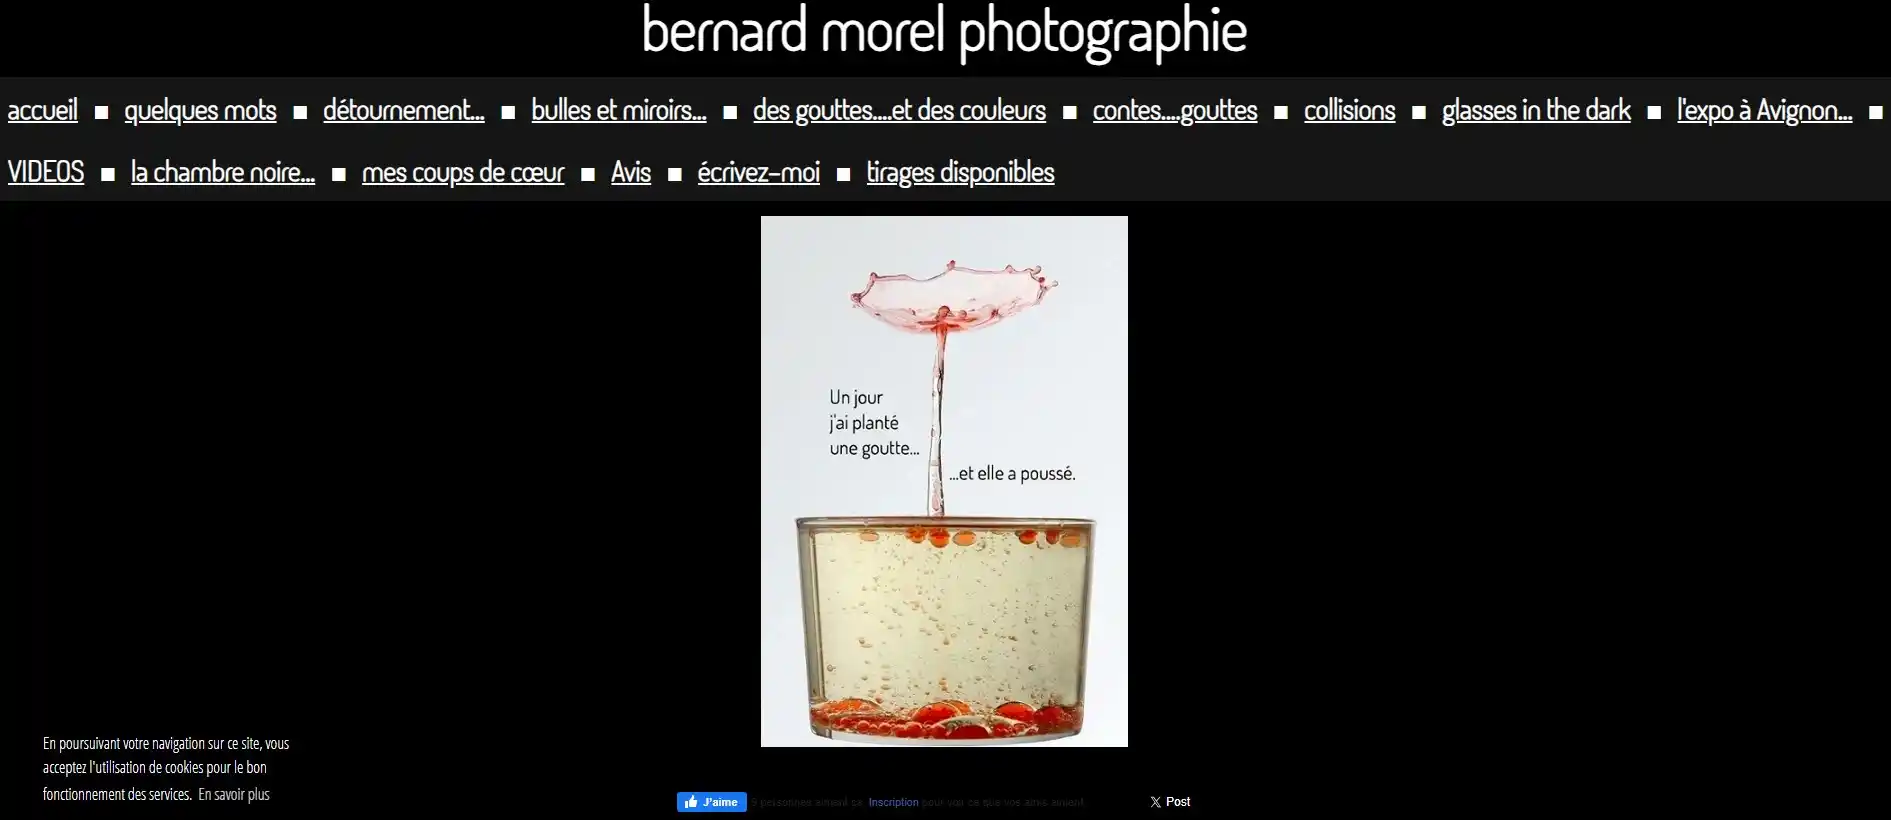 bernard morel photographie
accueil ■ quelques mots ■ détournement... ■ bulles et miroirs... ■ des gouttes....et des couleurs ■ contes....gouttes ■ collisions ■ glasses in the dark ■ l'expo à Avignon... ■
VIDEOS ■ la chambre noire... ■ mes coups de cœur ■ Avis ■ écrivez-moi ■ tirages disponibles
Un jour
j'ai planté
une goutte...
...et elle a poussé.
En poursuivant votre navigation sur ce site, vous
acceptez l'utilisation de cookies pour le bon
fonctionnement des services. En savoir plus
J'aime personnes aiment ça. Inscription pour voir ce que vos amis aiment. X Post